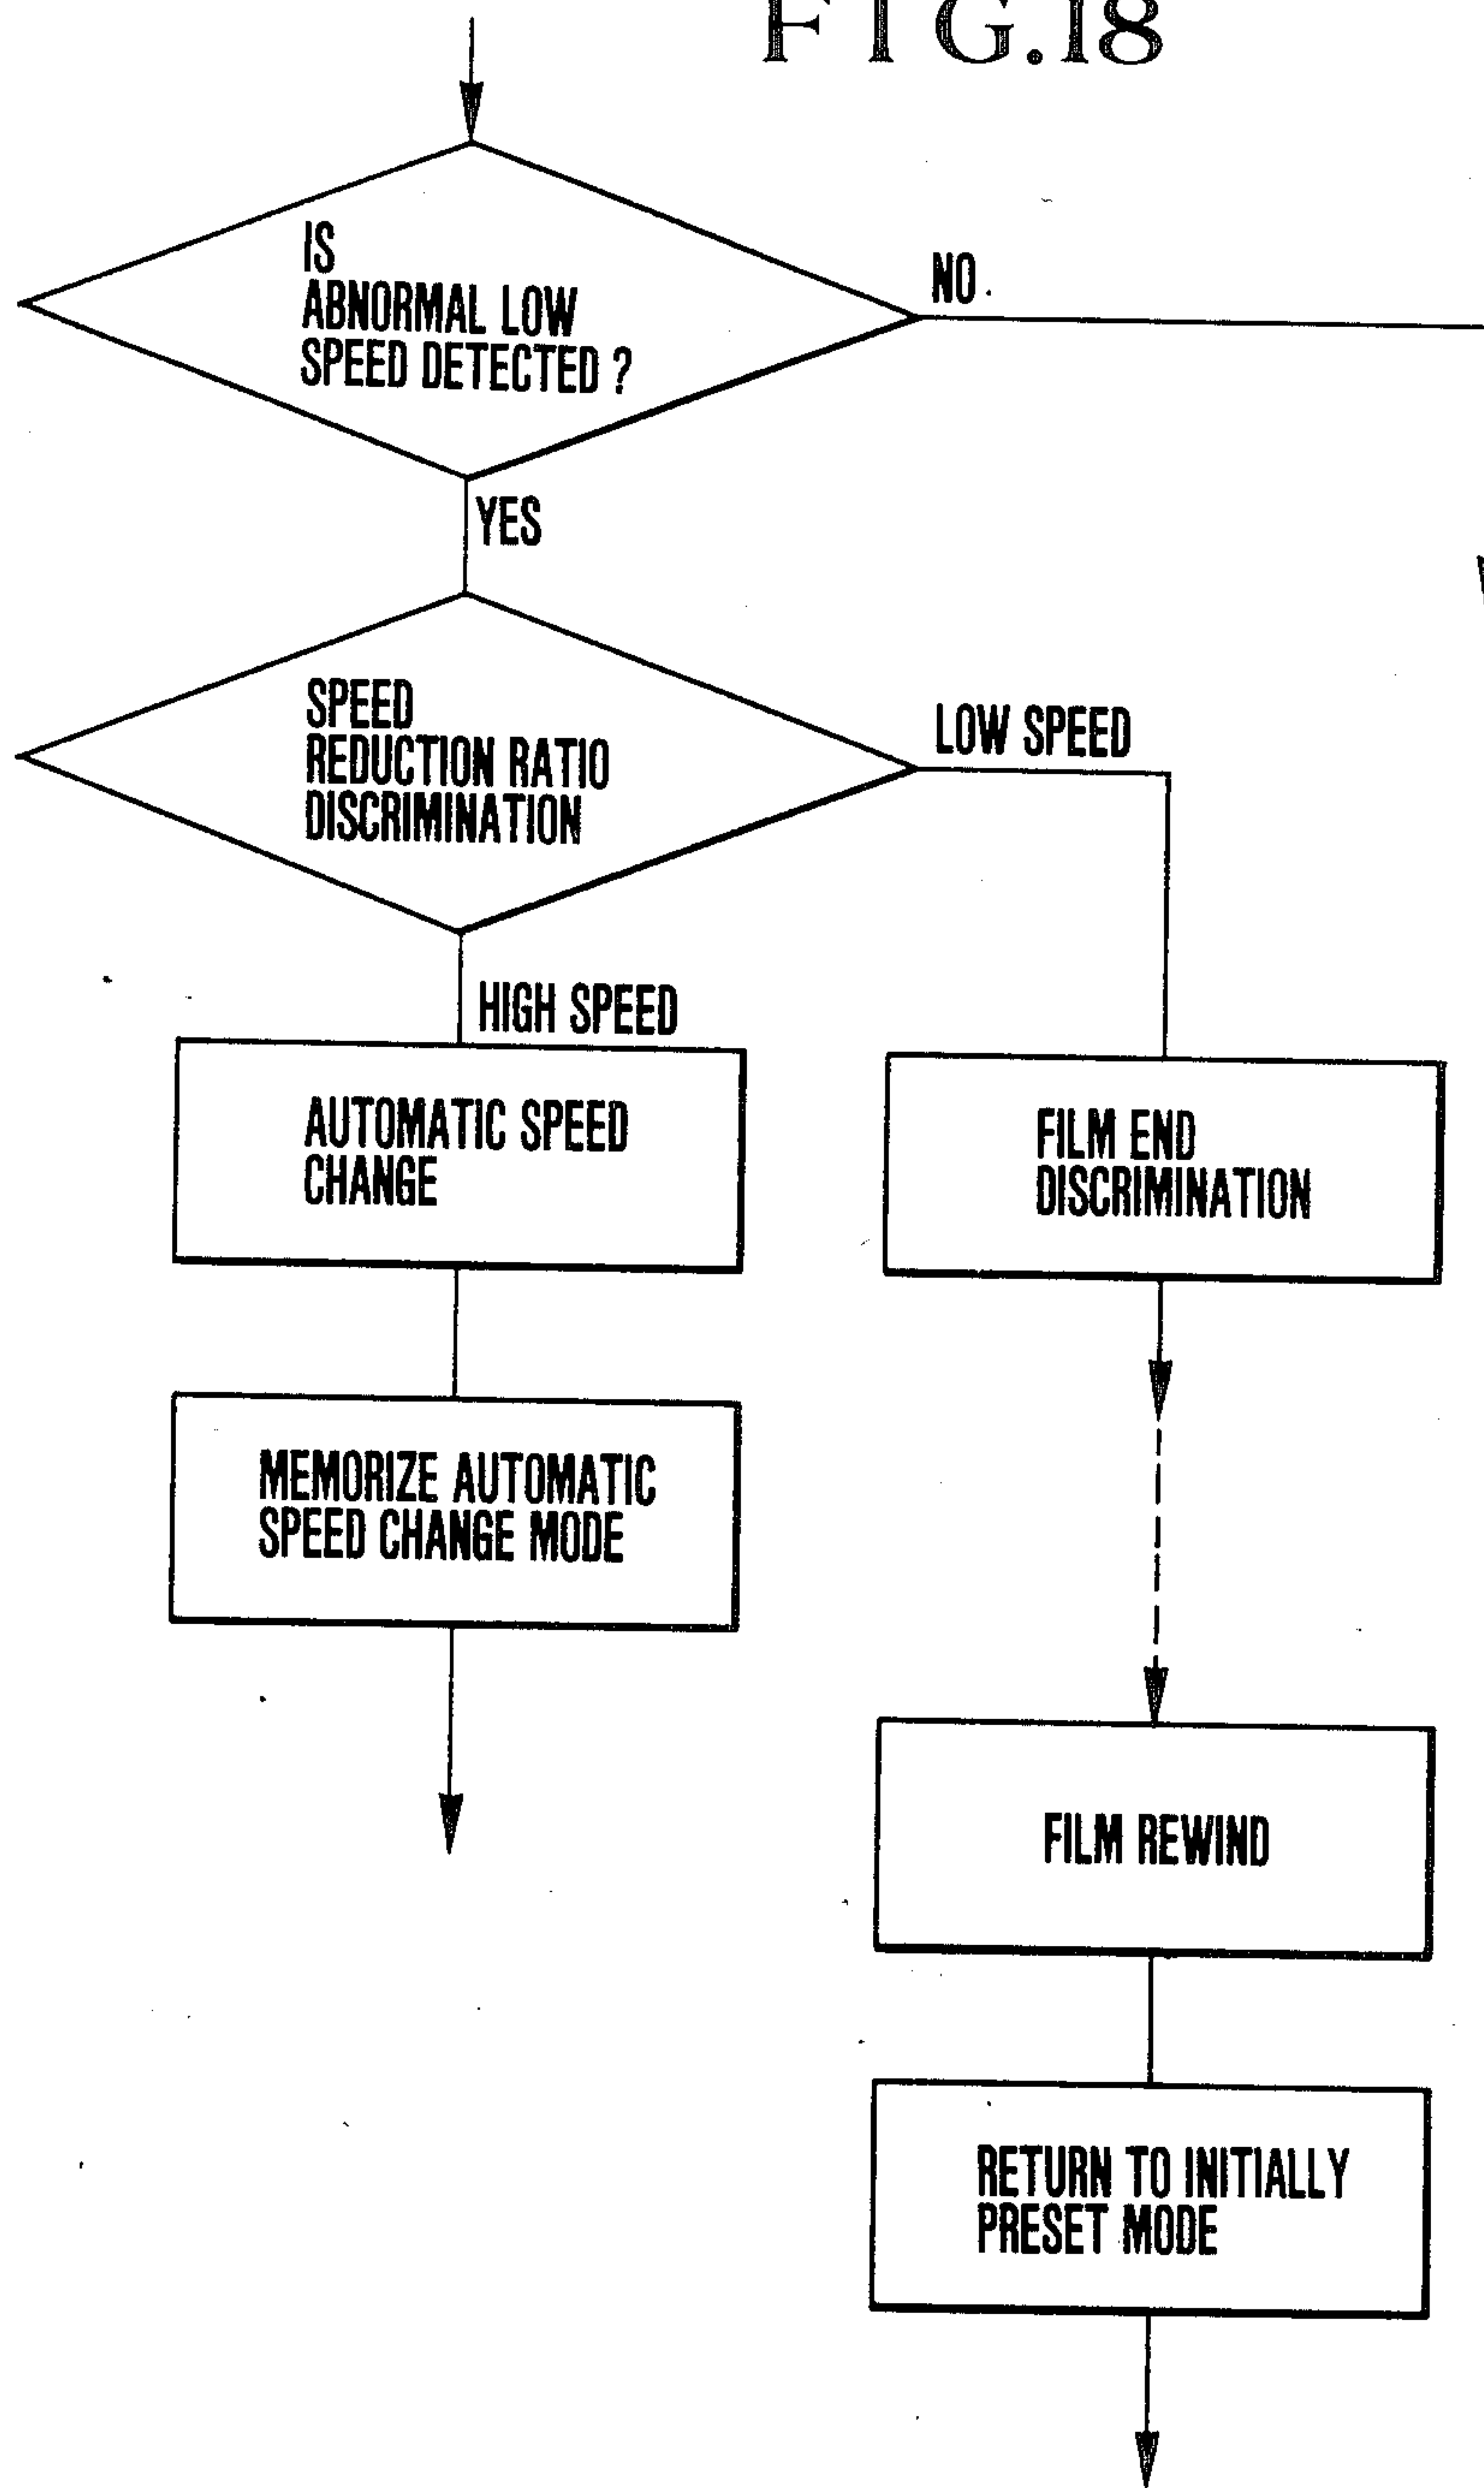 FIG.18
IS
ABNORMAL LOW
SPEED DETECTED ?
NO
YES
SPEED
REDUCTION RATIO
DISCRIMINATION
LOW SPEED
HIGH SPEED
AUTOMATIC SPEED
CHANGE
FILM END
DISCRIMINATION
MEMORIZE AUTOMATIC
SPEED CHANGE MODE
FILM REWIND
RETURN TO INITIALLY
PRESET MODE